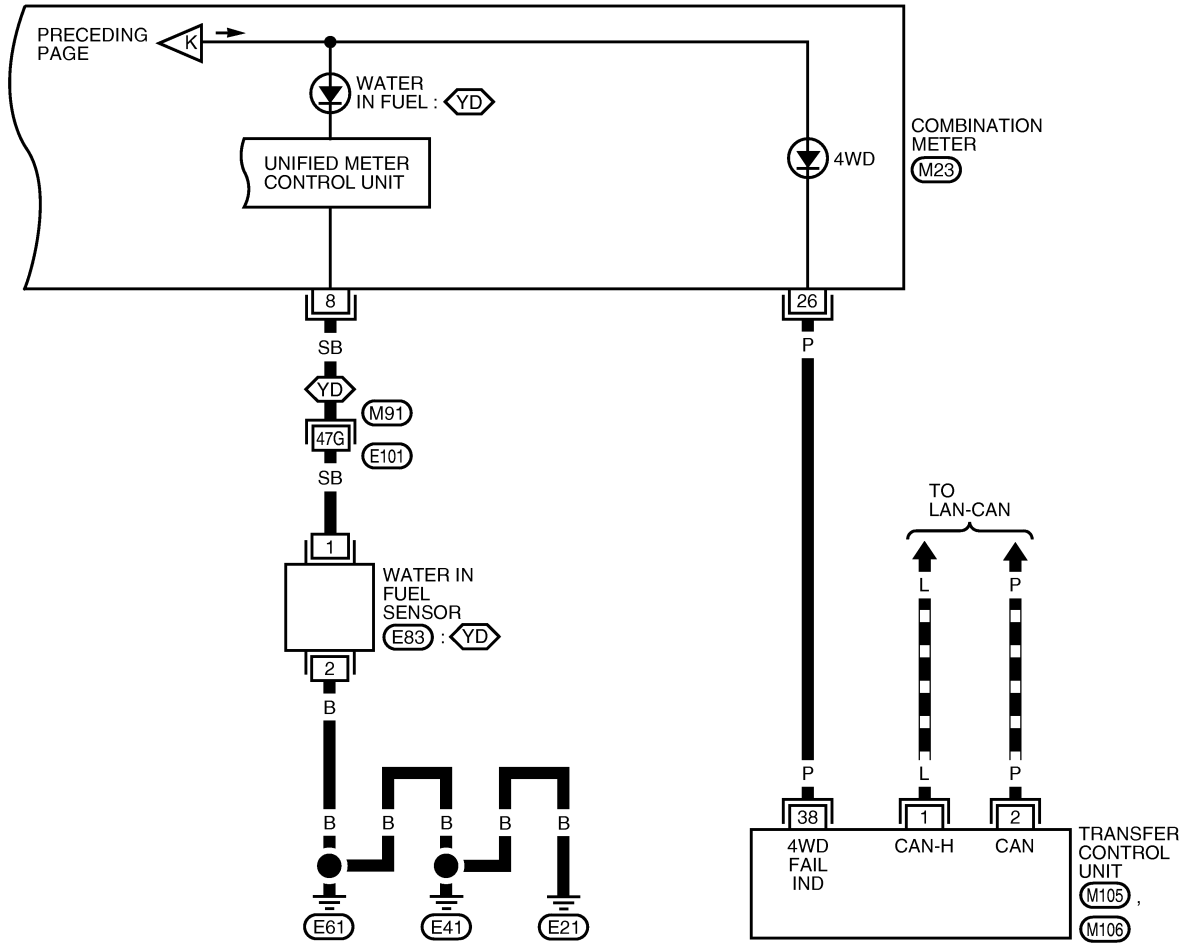 PRECEDING
PAGE
K
WATER
IN FUEL : YD
UNIFIED METER
CONTROL UNIT
4WD
COMBINATION
METER
M23
8
26
SB
P
YD
M91
47G
E101
SB
TO
LAN-CAN
1
L
P
WATER IN
FUEL
SENSOR
E83 : YD
2
B
P
L
P
B
B
B
B
B
38
1
2
4WD
FAIL
IND
CAN-H
CAN
TRANSFER
CONTROL
UNIT
M105 ,
M106
E61
E41
E21